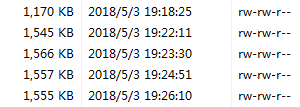 1,170 KB 2018/5/3 19:18:25 rw-rw-r--
1,545 KB 2018/5/3 19:22:11 rw-rw-r--
1,566 KB 2018/5/3 19:23:30 rw-rw-r--
1,557 KB 2018/5/3 19:24:51 rw-rw-r--
1,555 KB 2018/5/3 19:26:10 rw-rw-r--